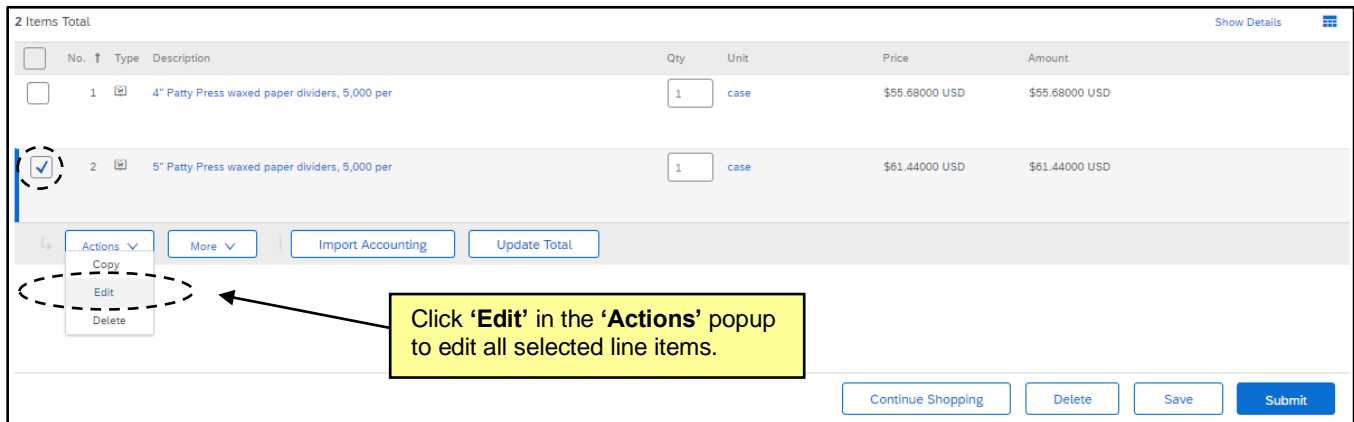 2 Items Total Show Details
No. ↑ Type Description Qty Unit Price Amount
1 4" Patty Press waxed paper dividers, 5,000 per 1 case $55.68000 USD $55.68000 USD
2 5" Patty Press waxed paper dividers, 5,000 per 1 case $61.44000 USD $61.44000 USD
Actions More Import Accounting Update Total
Copy
Edit
Delete
Click ‘Edit’ in the ‘Actions’ popup
to edit all selected line items.
Continue Shopping Delete Save Submit